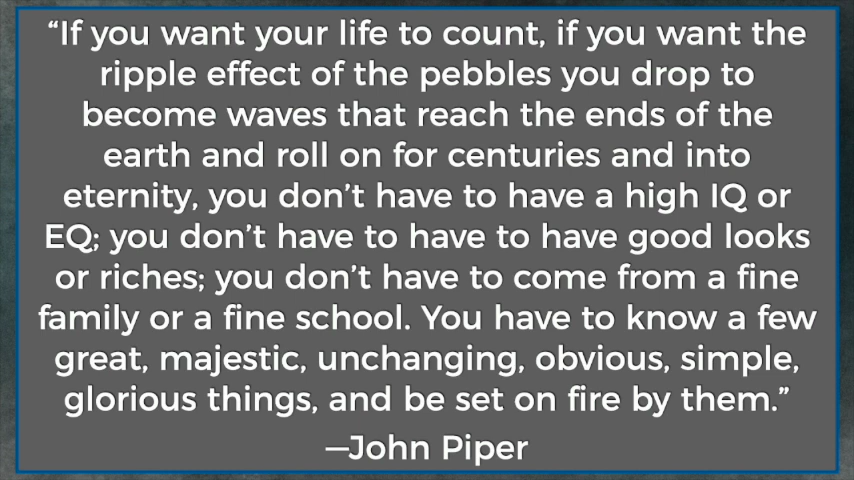 “If you want your life to count, if you want the
ripple effect of the pebbles you drop to
become waves that reach the ends of the
earth and roll on for centuries and into
eternity, you don’t have to have a high IQ or
EQ; you don’t have to have to have good looks
or riches; you don’t have to come from a fine
family or a fine school. You have to know a few
great, majestic, unchanging, obvious, simple,
glorious things, and be set on fire by them.”
—John Piper